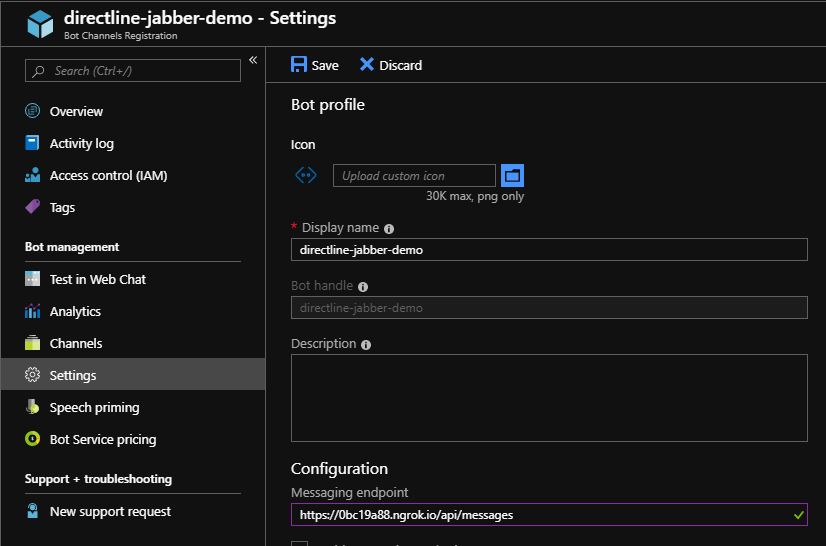 directline-jabber-demo - Settings
Bot Channels Registration
Search (Ctrl+/)
«
Overview
Activity log
Access control (IAM)
Tags
Bot management
Test in Web Chat
Analytics
Channels
Settings
Speech priming
Bot Service pricing
Support + troubleshooting
New support request
Save
Discard
Bot profile
Icon
Upload custom icon
30K max, png only
* Display name
directline-jabber-demo
Bot handle
directline-jabber-demo
Description
Configuration
Messaging endpoint
https://0bc19a88.ngrok.io/api/messages